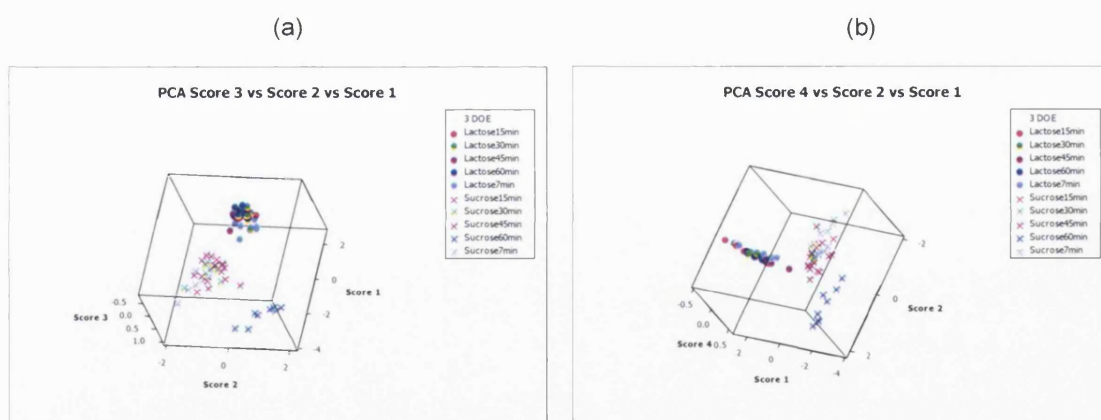 (a)
PCA Score 3 vs Score 2 vs Score 1
3 DOE
Lactose15min
Lactose30min
Lactose45min
Lactose60min
Lactose7min
Sucrose15min
Sucrose30min
Sucrose45min
Sucrose60min
Sucrose7min
2
0
Score 1
-2
-4
-0.5
0.0
Score 3
0.5
1.0
-2
0
2
Score 2
(b)
PCA Score 4 vs Score 2 vs Score 1
3 DOE
Lactose15min
Lactose30min
Lactose45min
Lactose60min
Lactose7min
Sucrose15min
Sucrose30min
Sucrose45min
Sucrose60min
Sucrose7min
-2
0
Score 2
2
-0.5
0.0
Score 4
0.5
2
0
-2
-4
Score 1